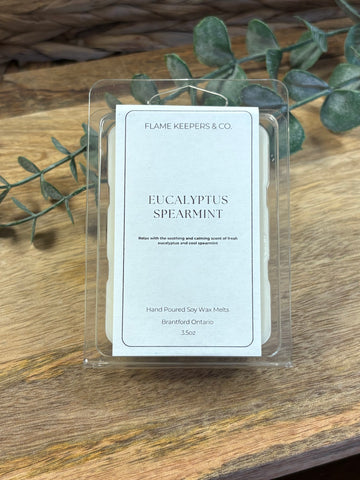 FLAME KEEPERS & CO.
EUCALYPTUS
SPEARMINT
Relax with the soothing and calming scent of fresh
eucalyptus and cool spearmint
Hand Poured Soy Wax Melts
Brantford Ontario
3.5oz